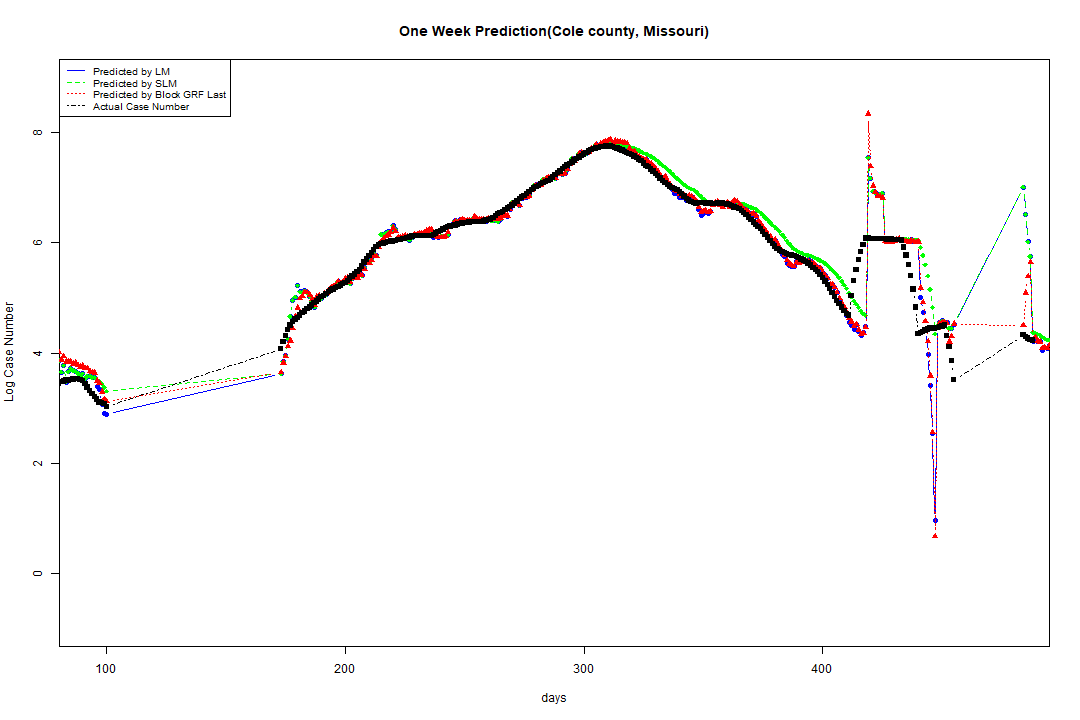 One Week Prediction(Cole county, Missouri)
Predicted by LM
Predicted by SLM
Predicted by Block GRF Last
Actual Case Number
8
6
4
2
0
Log Case Number
100 200 300 400
days